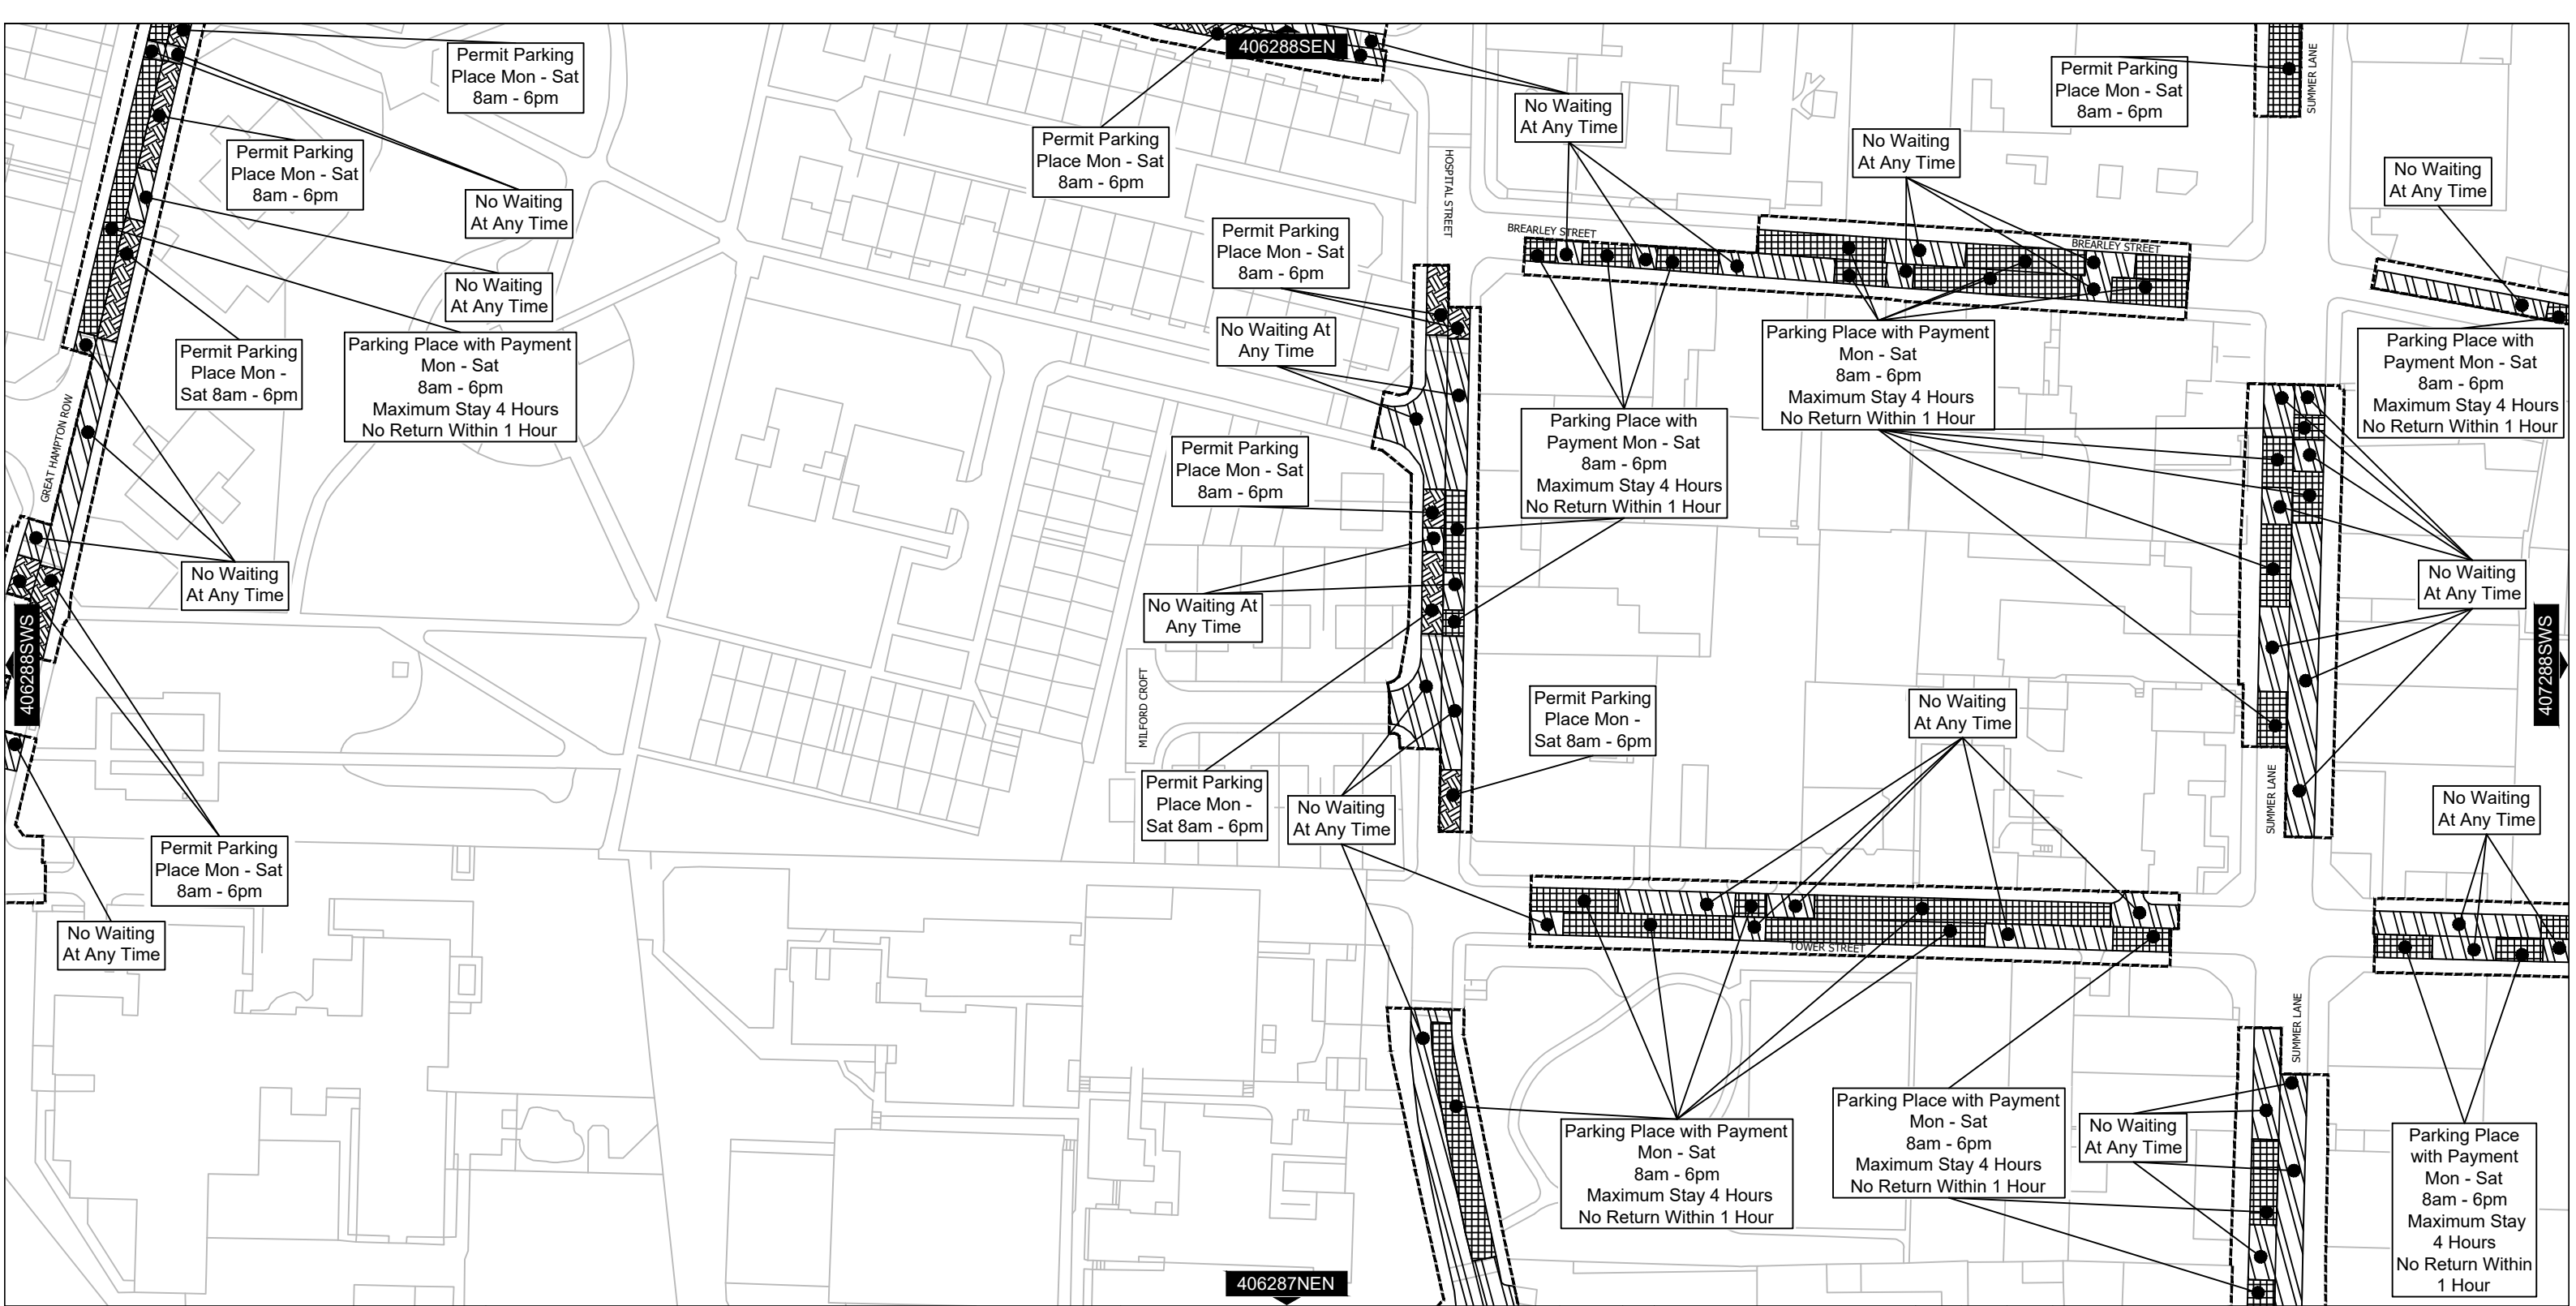 406288SEN
Permit Parking
Place Mon - Sat
8am - 6pm
Permit Parking
Place Mon - Sat
8am - 6pm
SUMMER LANE
No Waiting
At Any Time
Permit Parking
Place Mon - Sat
8am - 6pm
No Waiting
At Any Time
Permit Parking
Place Mon - Sat
8am - 6pm
HOSPITAL STREET
No Waiting
At Any Time
No Waiting
At Any Time
Permit Parking
Place Mon - Sat
8am - 6pm
BREARLEY STREET
BREARLEY STREET
No Waiting
At Any Time
No Waiting At
Any Time
Parking Place with Payment
Mon - Sat
8am - 6pm
Maximum Stay 4 Hours
No Return Within 1 Hour
Parking Place with
Payment Mon - Sat
8am - 6pm
Maximum Stay 4 Hours
No Return Within 1 Hour
Permit Parking
Place Mon -
Sat 8am - 6pm
Parking Place with Payment
Mon - Sat
8am - 6pm
Maximum Stay 4 Hours
No Return Within 1 Hour
GREAT HAMPTON ROW
Permit Parking
Place Mon - Sat
8am - 6pm
Parking Place with
Payment Mon - Sat
8am - 6pm
Maximum Stay 4 Hours
No Return Within 1 Hour
No Waiting
At Any Time
No Waiting At
Any Time
No Waiting
At Any Time
406288SWS
407288SWS
MILFORD CROFT
Permit Parking
Place Mon -
Sat 8am - 6pm
No Waiting
At Any Time
Permit Parking
Place Mon -
Sat 8am - 6pm
No Waiting
At Any Time
SUMMER LANE
No Waiting
At Any Time
Permit Parking
Place Mon - Sat
8am - 6pm
No Waiting
At Any Time
TOWER STREET
SUMMER LANE
Parking Place with Payment
Mon - Sat
8am - 6pm
Maximum Stay 4 Hours
No Return Within 1 Hour
Parking Place with Payment
Mon - Sat
8am - 6pm
Maximum Stay 4 Hours
No Return Within 1 Hour
No Waiting
At Any Time
Parking Place
with Payment
Mon - Sat
8am - 6pm
Maximum Stay
4 Hours
No Return Within
1 Hour
406287NEN